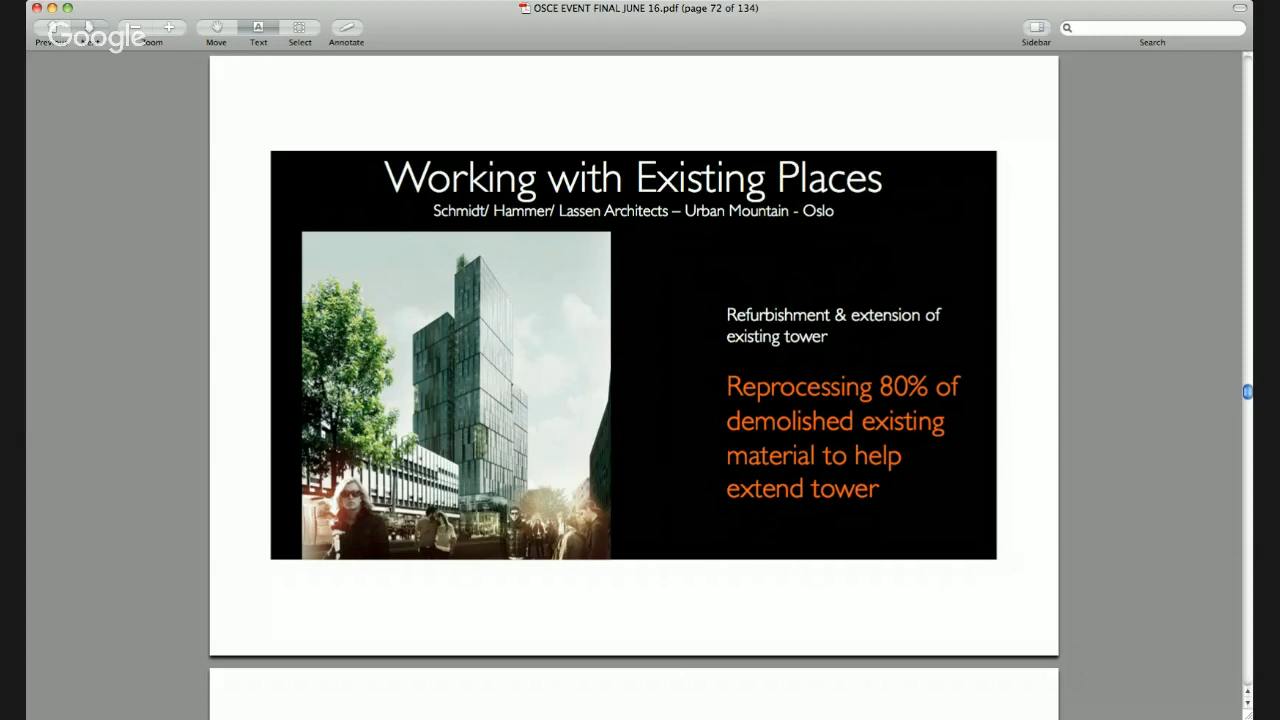 OSCE EVENT FINAL JUNE 16.pdf (page 72 of 134)
Google
Zoom
Move
Text
Select
Annotate
Sidebar
Search
Working with Existing Places
Schmidt/ Hammer/ Lassen Architects – Urban Mountain - Oslo
Refurbishment & extension of
existing tower
Reprocessing 80% of
demolished existing
material to help
extend tower